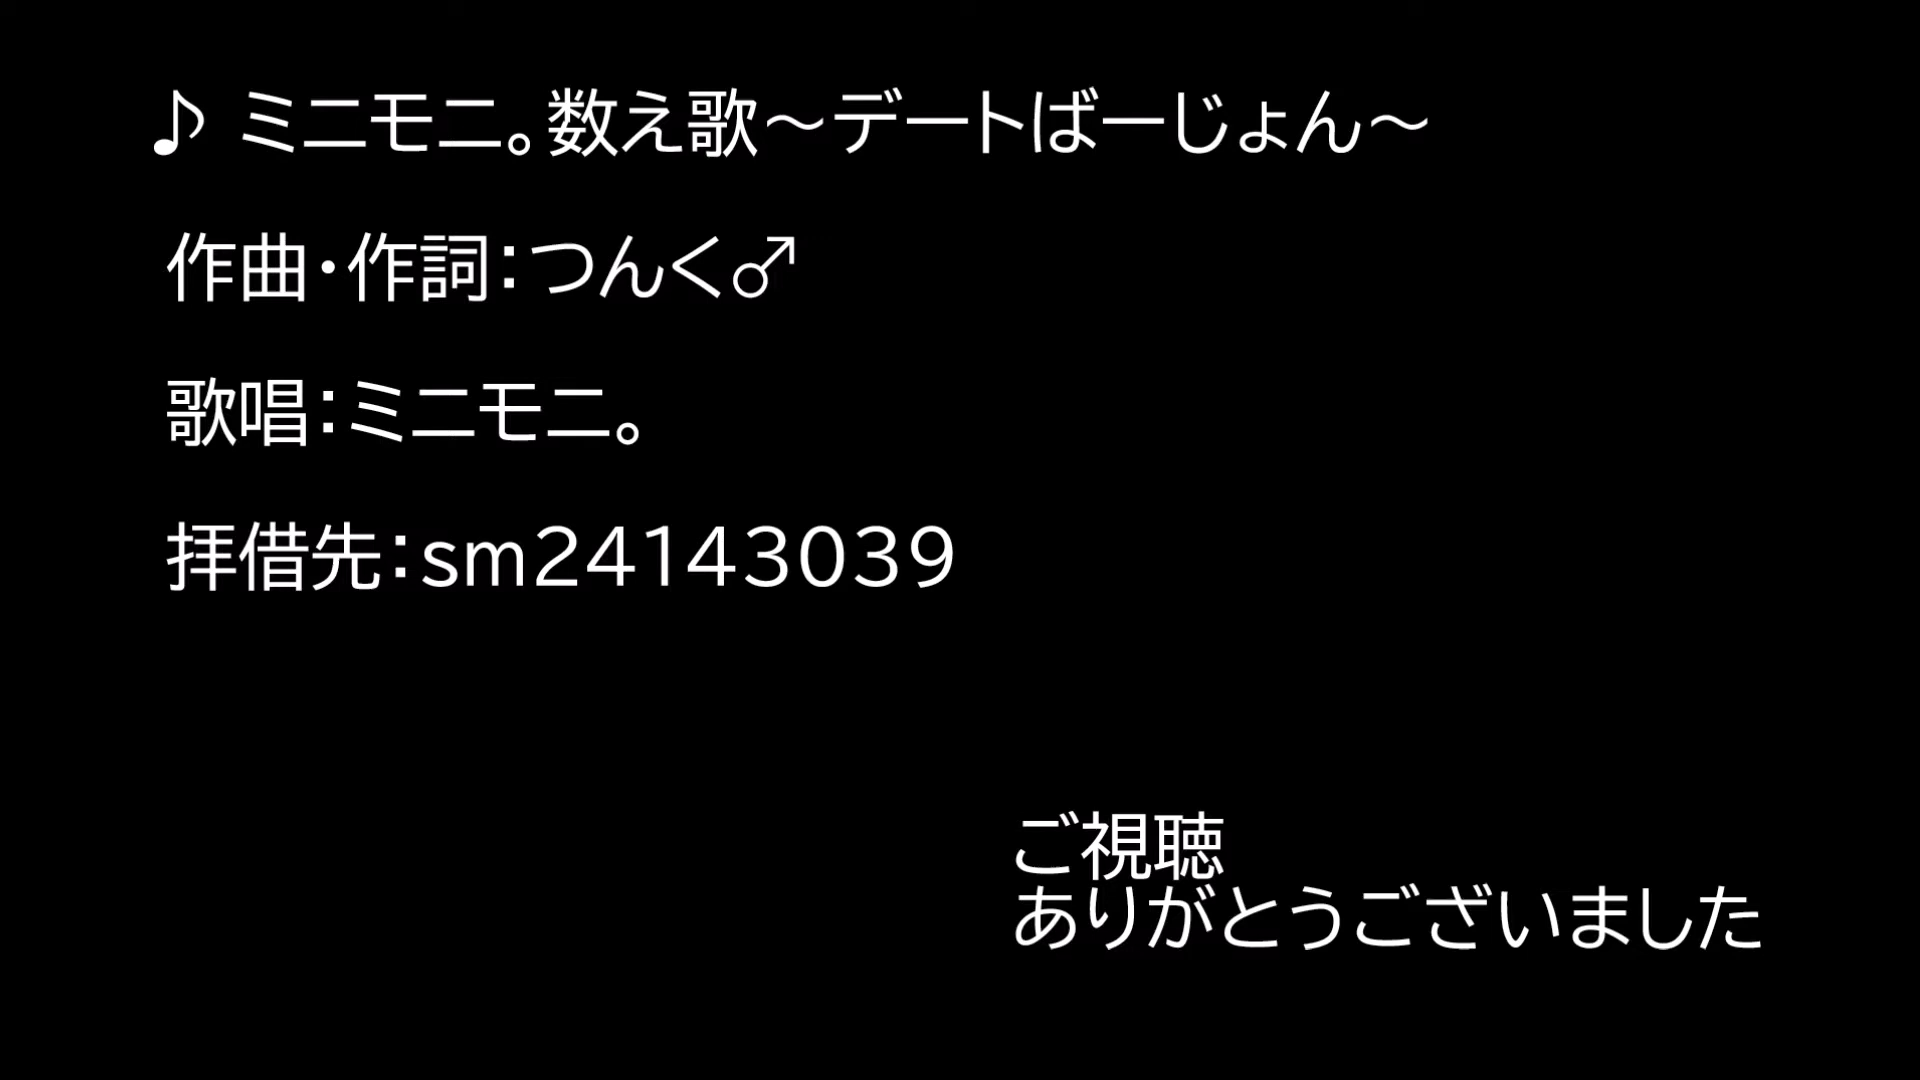 ♪ ミニモニ。数え歌～デートばーじょん～
作曲・作詞：つんく♂
歌唱：ミニモニ。
拝借先：sm24143039
ご視聴
ありがとうございました